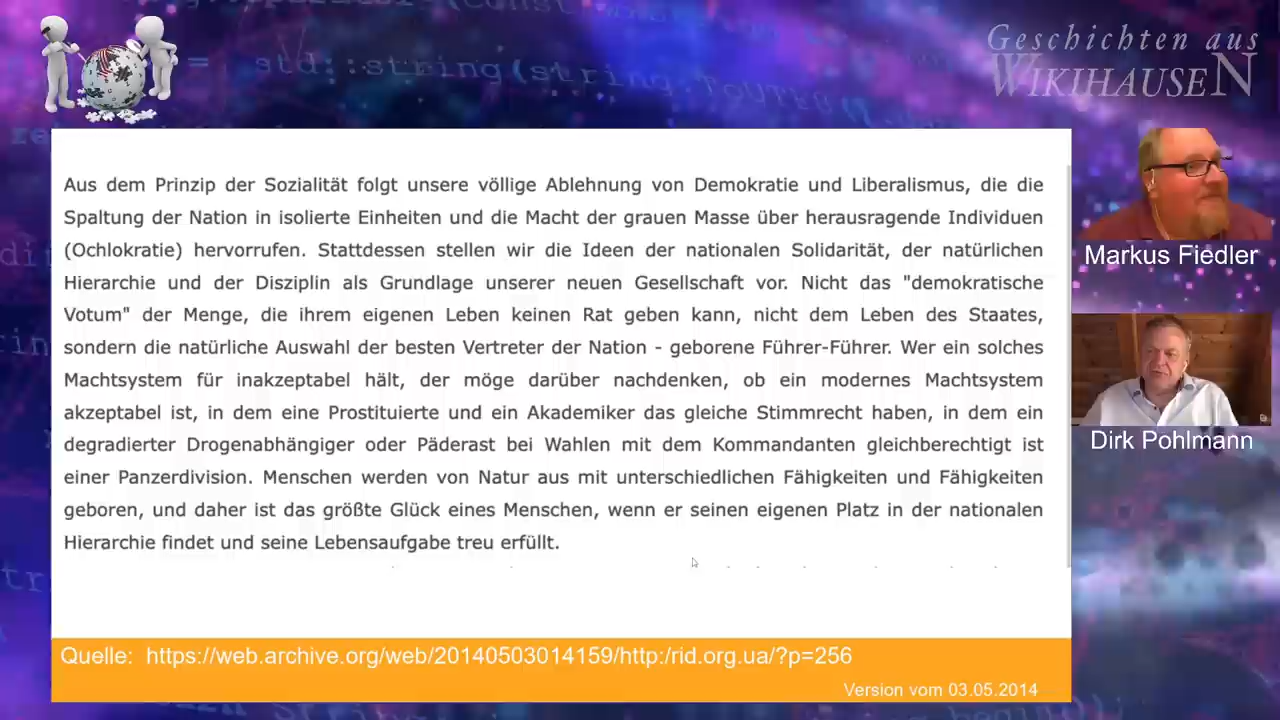 Geschichten aus
WIKIHAUSEN
= std::string(string
Aus dem Prinzip der Sozialität folgt unsere völlige Ablehnung von Demokratie und Liberalismus, die die
Spaltung der Nation in isolierte Einheiten und die Macht der grauen Masse über herausragende Individuen
(Ochlokratie) hervorrufen. Stattdessen stellen wir die Ideen der nationalen Solidarität, der natürlichen
Hierarchie und der Disziplin als Grundlage unserer neuen Gesellschaft vor. Nicht das "demokratische
Votum" der Menge, die ihrem eigenen Leben keinen Rat geben kann, nicht dem Leben des Staates,
sondern die natürliche Auswahl der besten Vertreter der Nation - geborene Führer-Führer. Wer ein solches
Machtsystem für inakzeptabel hält, der möge darüber nachdenken, ob ein modernes Machtsystem
akzeptabel ist, in dem eine Prostituierte und ein Akademiker das gleiche Stimmrecht haben, in dem ein
degradierter Drogenabhängiger oder Päderast bei Wahlen mit dem Kommandanten gleichberechtigt ist
einer Panzerdivision. Menschen werden von Natur aus mit unterschiedlichen Fähigkeiten und Fähigkeiten
geboren, und daher ist das größte Glück eines Menschen, wenn er seinen eigenen Platz in der nationalen
Hierarchie findet und seine Lebensaufgabe treu erfüllt.
Markus Fiedler
Dirk Pohlmann
Quelle: https://web.archive.org/web/20140503014159/http:/rid.org.ua/?p=256
Version vom 03.05.2014